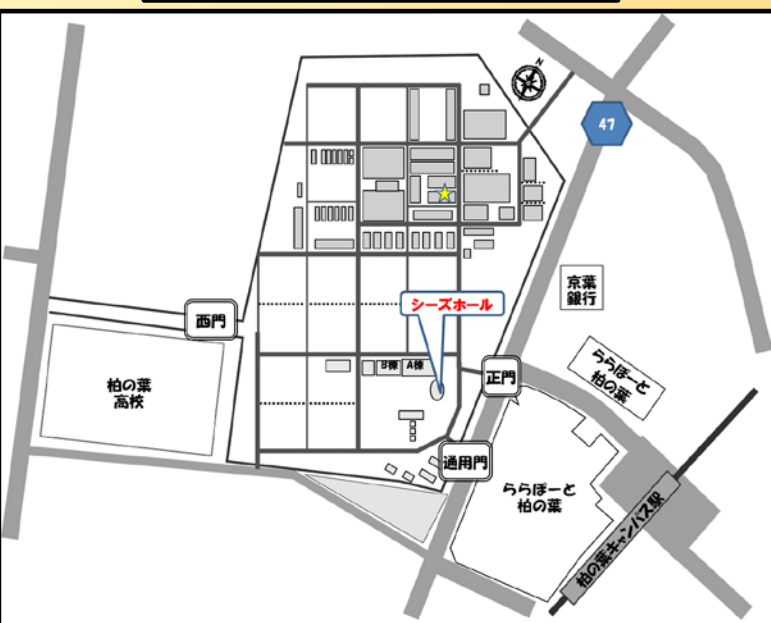 N
47
京葉
銀行
シーズホール
西門
ららぽーと
柏の葉
B棟
A棟
正門
柏の葉
高校
通用門
ららぽーと
柏の葉
柏の葉キャンパス駅